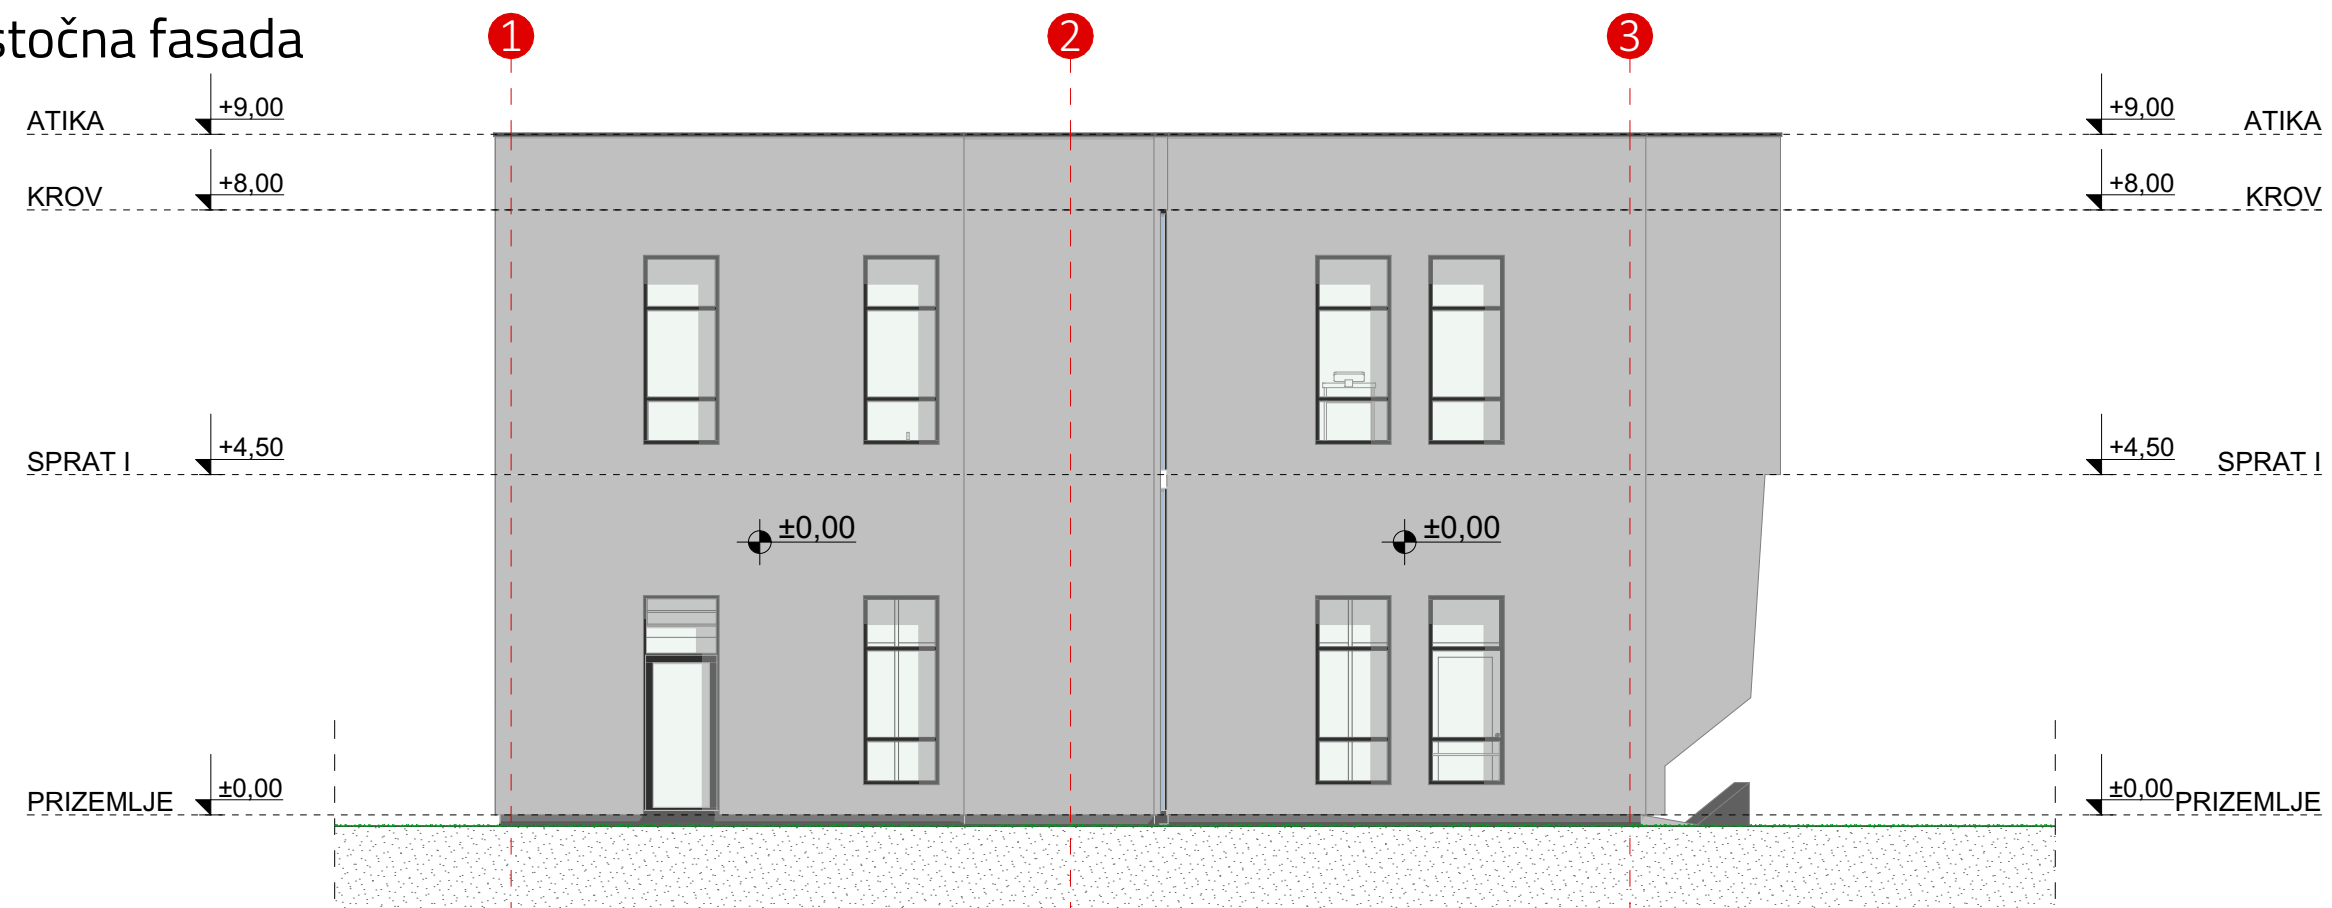 stočna fasada
1 2 3
ATIKA +9,00 +9,00 ATIKA
KROV +8,00 +8,00 KROV
SPRAT I +4,50 +4,50 SPRAT I
±0,00 ±0,00
PRIZEMLJE ±0,00 ±0,00 PRIZEMLJE